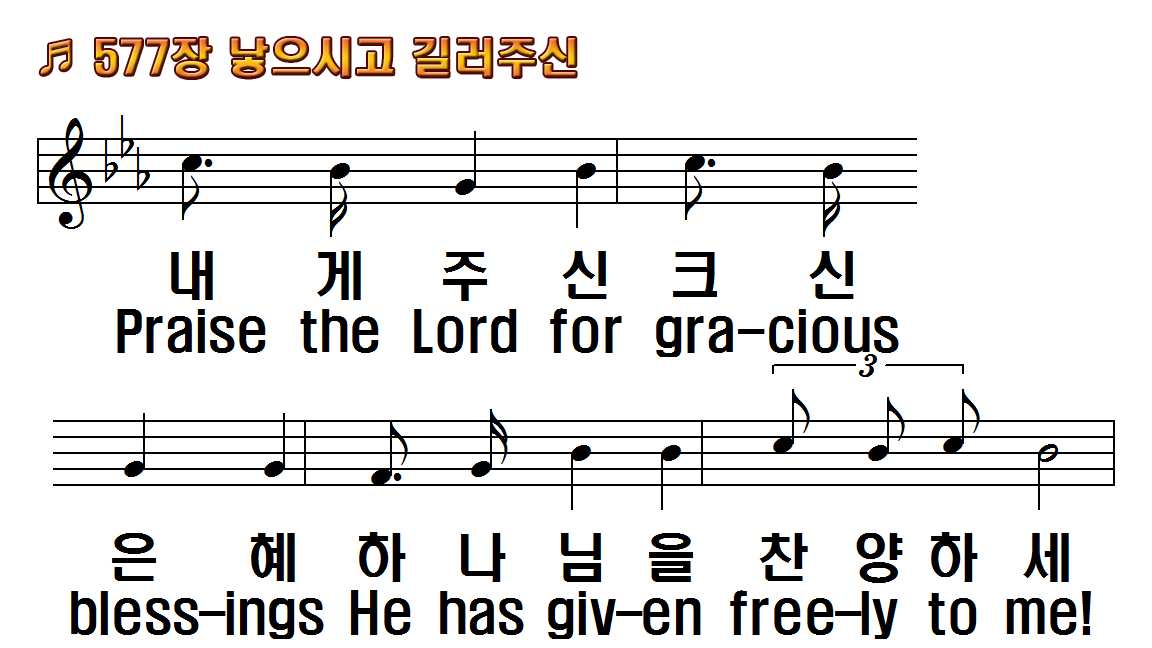 ♬ 577장 낳으시고 길러주신
내 게 주 신 크 신
Praise the Lord for gra-cious
3
은 혜 하 나 님 을 찬 양 하 세
bless-ings He has giv-en free-ly to me!